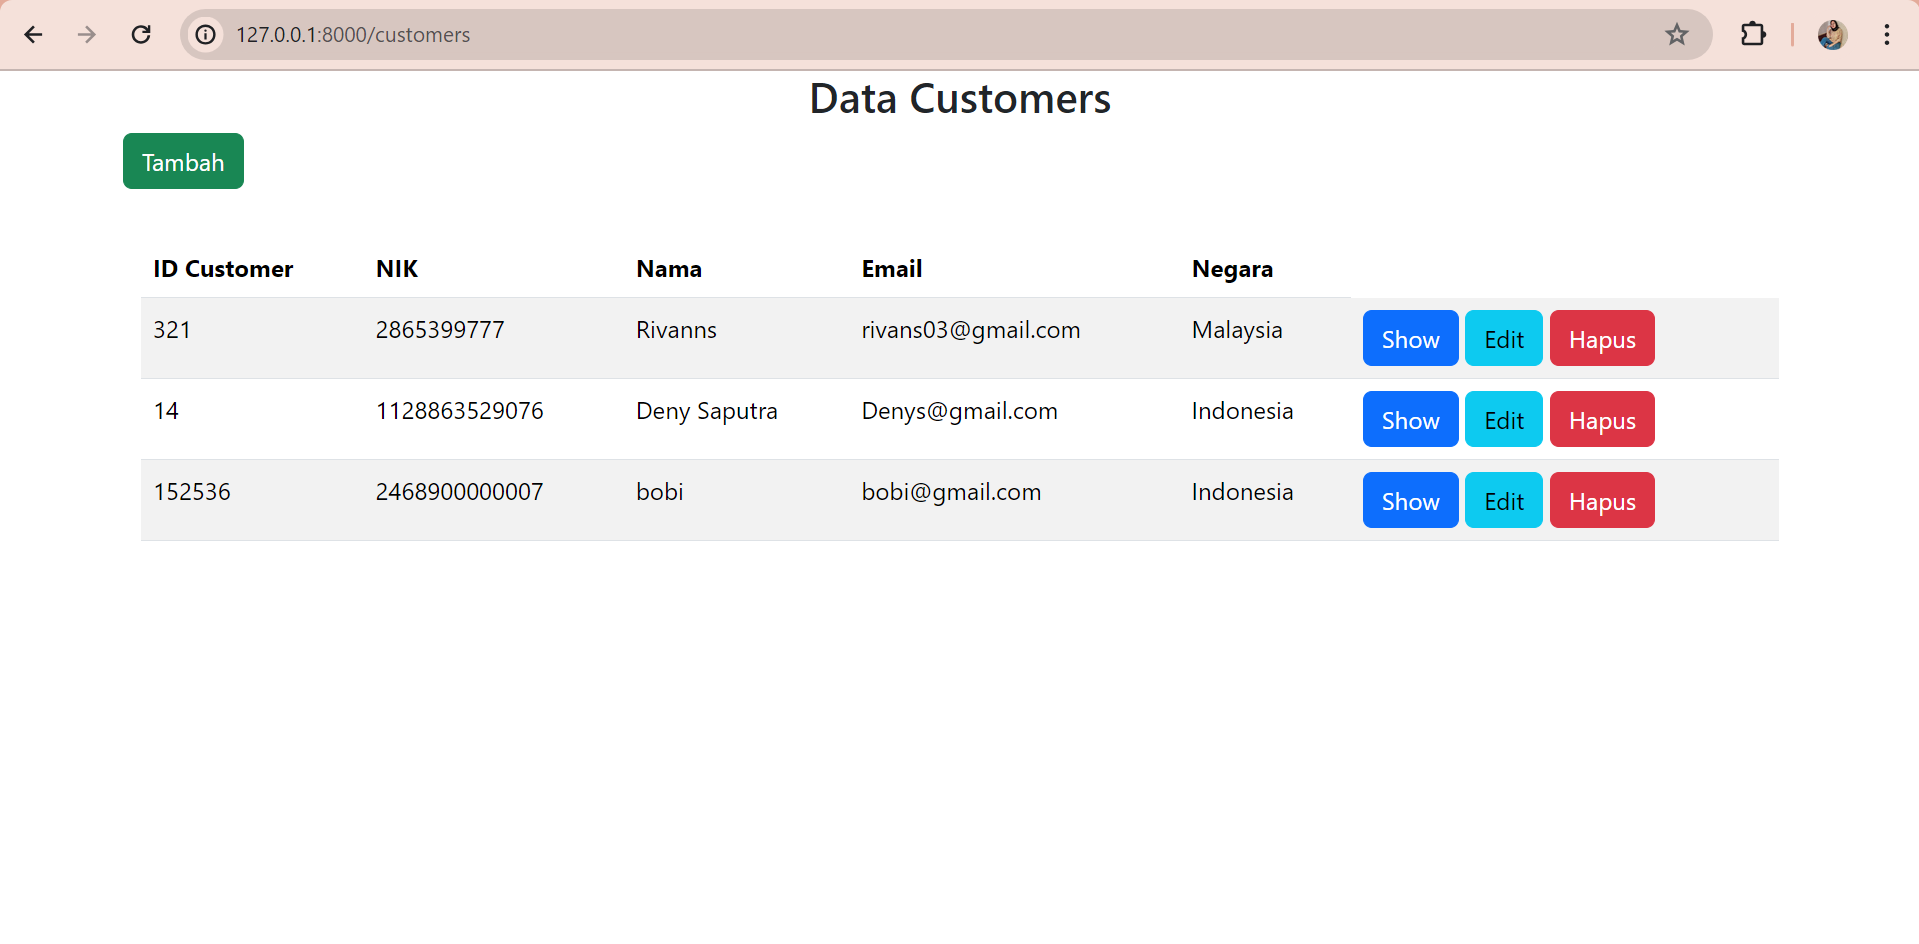 127.0.0.1:8000/customers
Data Customers
Tambah
ID Customer NIK Nama Email Negara
321 2865399777 Rivanns rivans03@gmail.com Malaysia Show Edit Hapus
14 1128863529076 Deny Saputra Denys@gmail.com Indonesia Show Edit Hapus
152536 2468900000007 bobi bobi@gmail.com Indonesia Show Edit Hapus